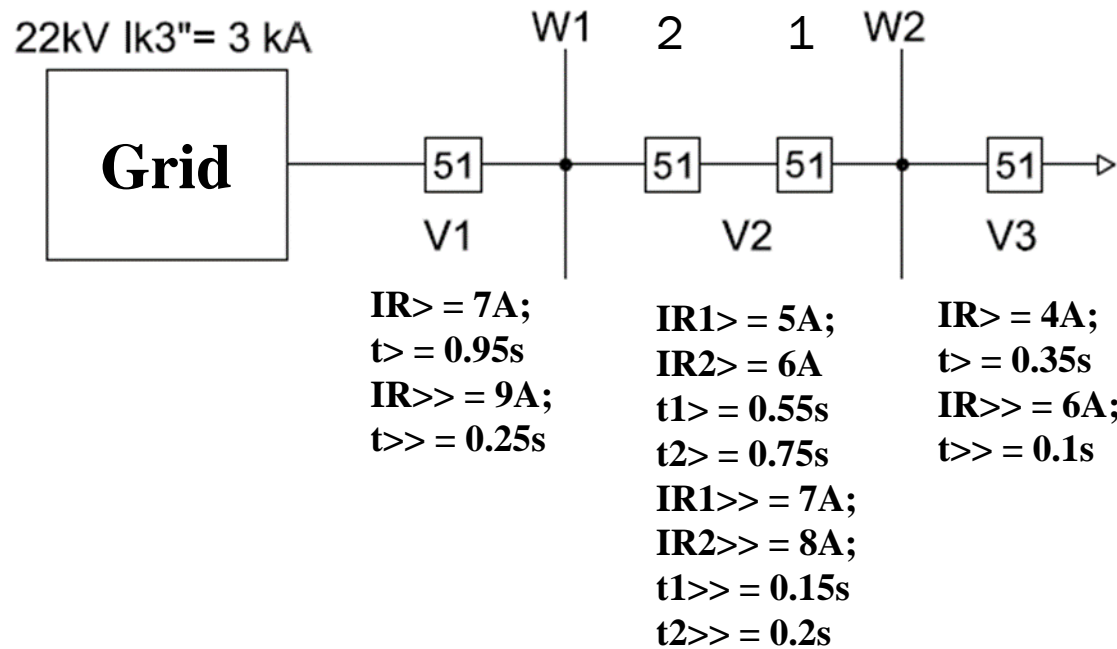 22kV Ik3"= 3 kA
W1
2
1
W2
Grid
51
51
51
51
V1
V2
V3
IR> = 7A;
t> = 0.95s
IR>> = 9A;
t>> = 0.25s
IR1> = 5A;
IR2> = 6A
t1> = 0.55s
t2> = 0.75s
IR1>> = 7A;
IR2>> = 8A;
t1>> = 0.15s
t2>> = 0.2s
IR> = 4A;
t> = 0.35s
IR>> = 6A;
t>> = 0.1s